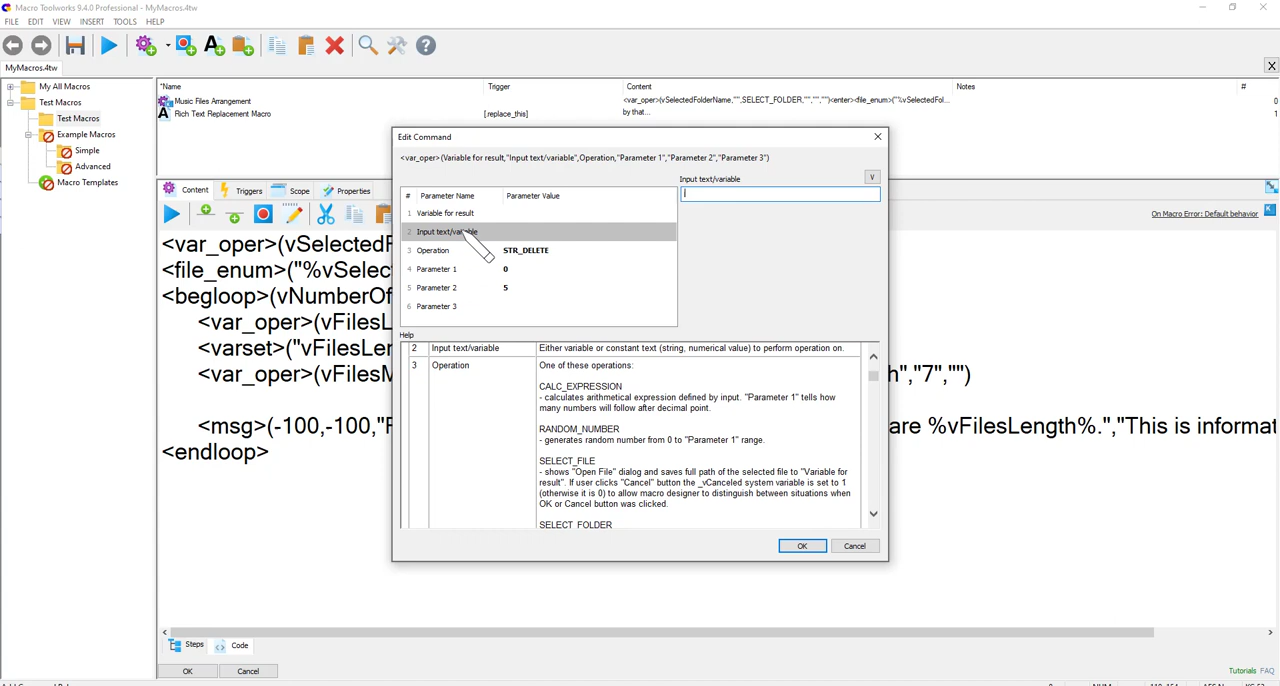 Macro Toolworks 9.4.0 Professional - MyMacros.4tw
FILE EDIT VIEW INSERT TOOLS HELP
MyMacros.4tw
My All Macros
Test Macros
Test Macros
Example Macros
Simple
Advanced
Macro Templates
*Name Trigger Content Notes #
Music Files Arrangement <var_oper>(vSelectedFolderName,"",SELECT_FOLDER,"","","")<enter><file_enum>("%vSelectedFol... 0
Rich Text Replacement Macro [.replace_this] by that... 1
Content Triggers Scope Properties
On Macro Error: Default behavior
<var_oper>(vSelectedF
<file_enum>("%vSelec
<begloop>(vNumberOf
<var_oper>(vFilesL
<varset>("vFilesLer
<var_oper>(vFilesM h","7","")
<msg>(-100,-100,"F are %vFilesLength%.","This is informat
<endloop>
Edit Command
<var_oper>(Variable for result,"Input text/variable",Operation,"Parameter 1","Parameter 2","Parameter 3")
Input text/variable V
# Parameter Name Parameter Value
1 Variable for result
2 Input text/variable
3 Operation STR_DELETE
4 Parameter 1 0
5 Parameter 2 5
6 Parameter 3
Help
2 Input text/variable Either variable or constant text (string, numerical value) to perform operation on.
3 Operation One of these operations:
CALC_EXPRESSION
- calculates arithmetical expression defined by input. "Parameter 1" tells how
many numbers will follow after decimal point.
RANDOM_NUMBER
- generates random number from 0 to "Parameter 1" range.
SELECT_FILE
- shows "Open File" dialog and saves full path of the selected file to "Variable for
result". If user clicks "Cancel" button the _vCanceled system variable is set to 1
(otherwise it is 0) to allow macro designer to distinguish between situations when
OK or Cancel button was clicked.
SELECT_FOLDER
OK Cancel
Steps Code
OK Cancel
Tutorials FAQ